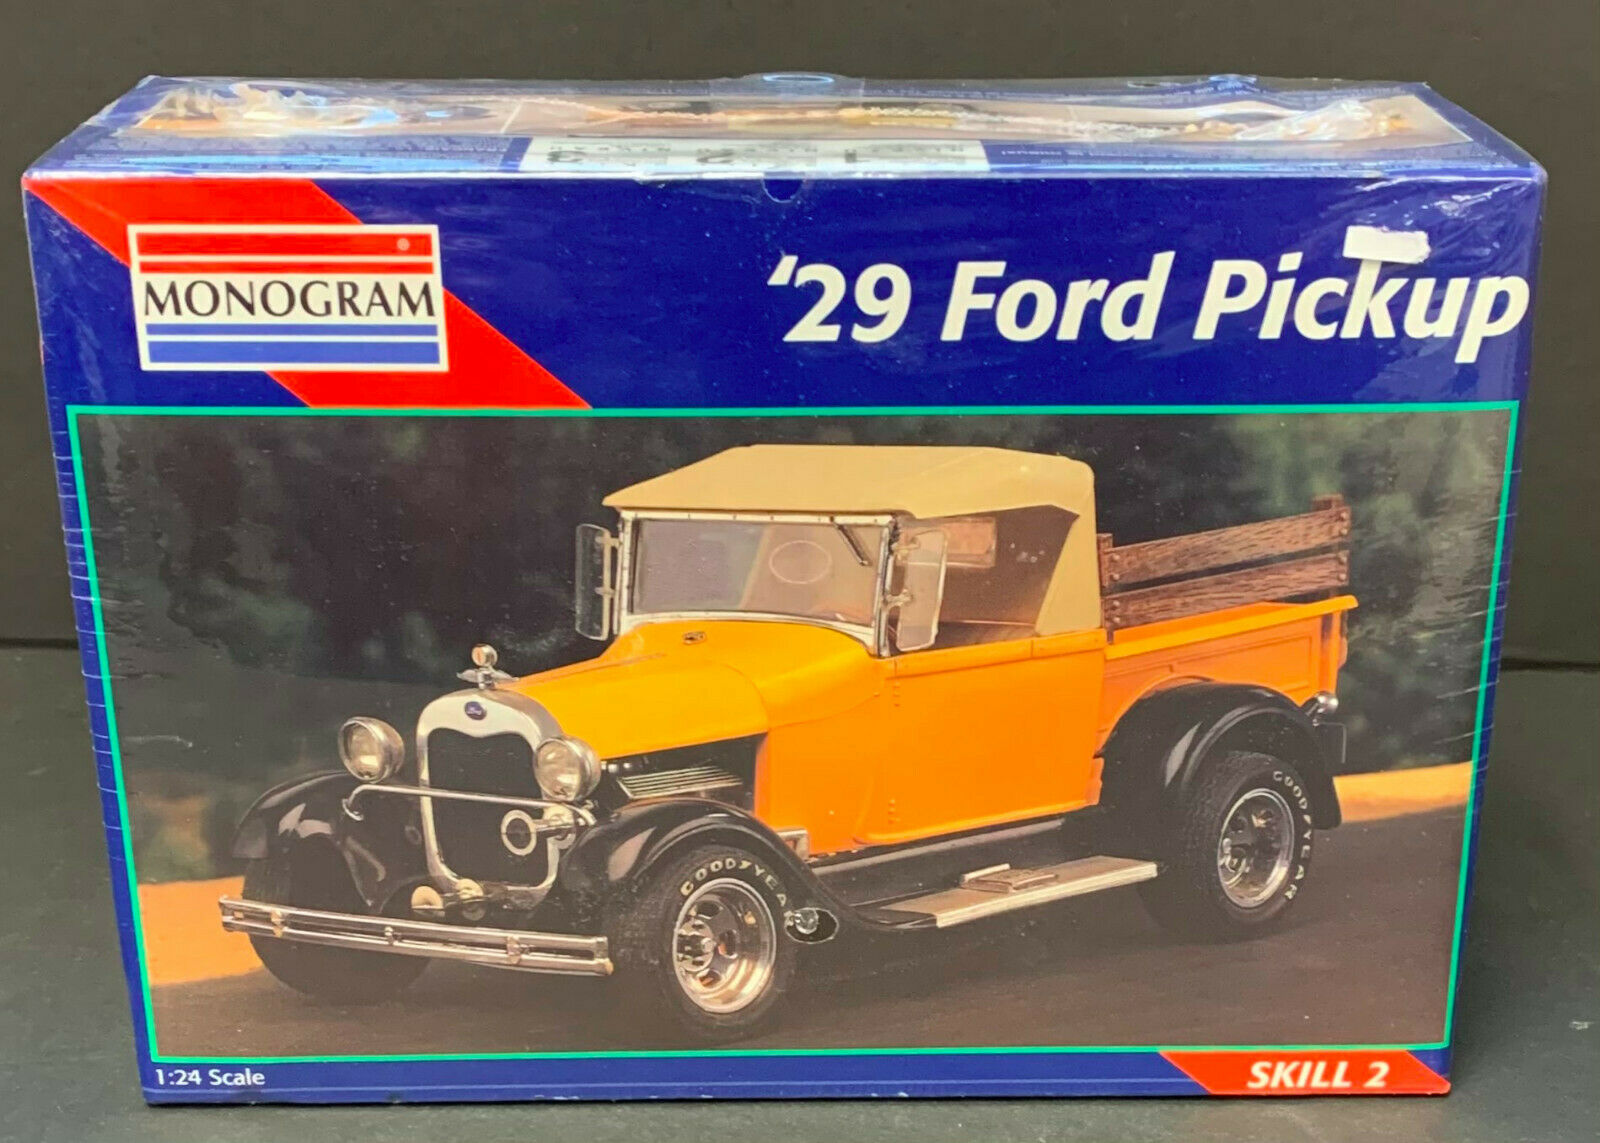 MONOGRAM
®
'29 Ford Pickup
GOODYEAR
GOODYEAR
1:24 Scale
SKILL 2